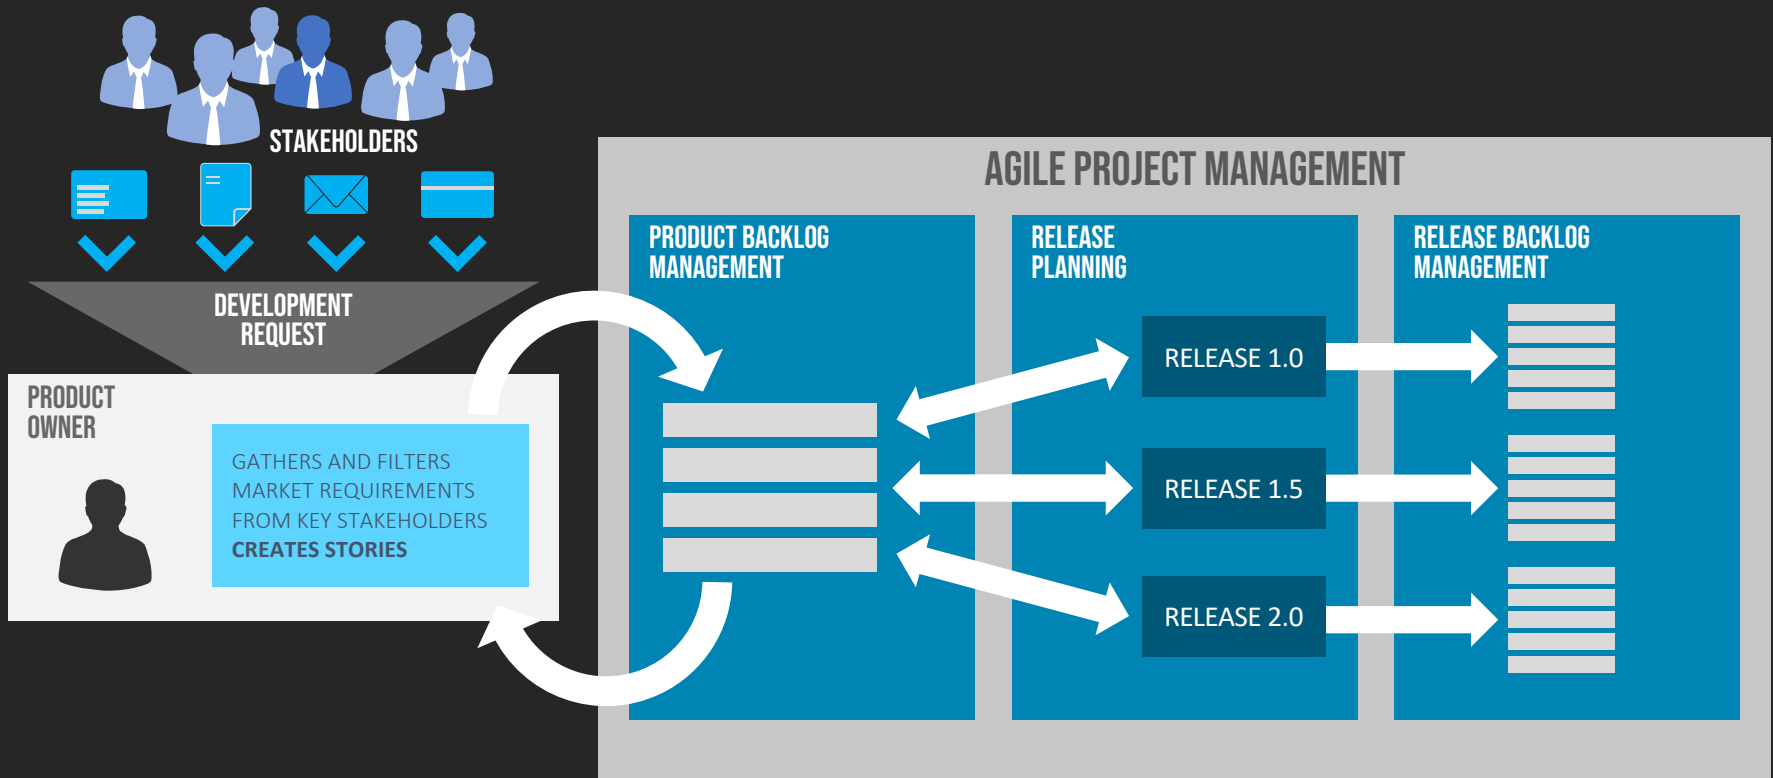 STAKEHOLDERS
DEVELOPMENT
REQUEST
PRODUCT
OWNER
GATHERS AND FILTERS
MARKET REQUIREMENTS
FROM KEY STAKEHOLDERS
CREATES STORIES
AGILE PROJECT MANAGEMENT
PRODUCT BACKLOG
MANAGEMENT
RELEASE
PLANNING
RELEASE 1.0
RELEASE 1.5
RELEASE 2.0
RELEASE BACKLOG
MANAGEMENT